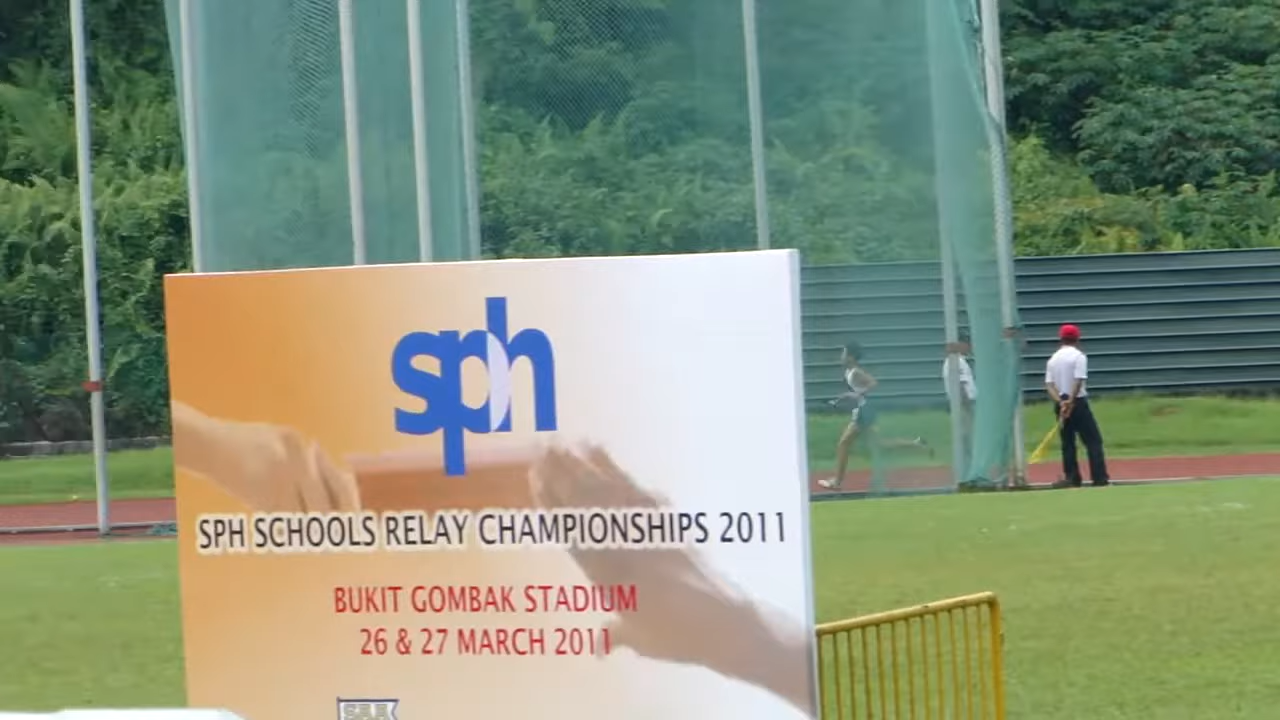 sph
SPH SCHOOLS RELAY CHAMPIONSHIPS 2011
BUKIT GOMBAK STADIUM
26 & 27 MARCH 2011